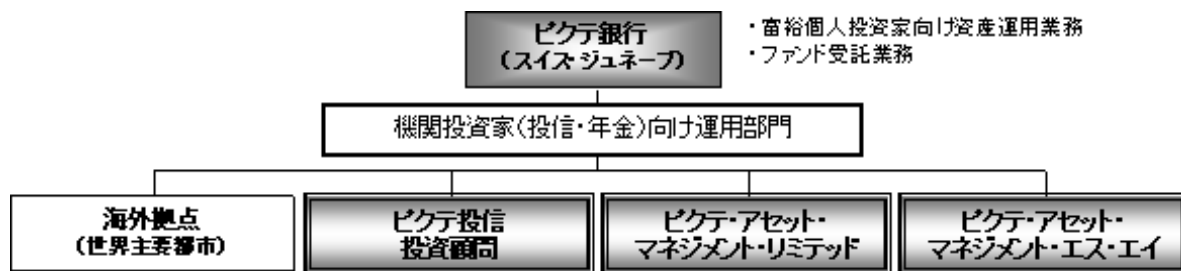 ピクテ銀行
(スイス・ジュネーブ)
・富裕個人投資家向け資産運用業務
・ファンド受託業務
機関投資家(投信・年金)向け運用部門
海外拠点
(世界主要都市)
ピクテ投信
投資顧問
ピクテ・アセット・
マネジメント・リミテッド
ピクテ・アセット・
マネジメント・エス・エイ